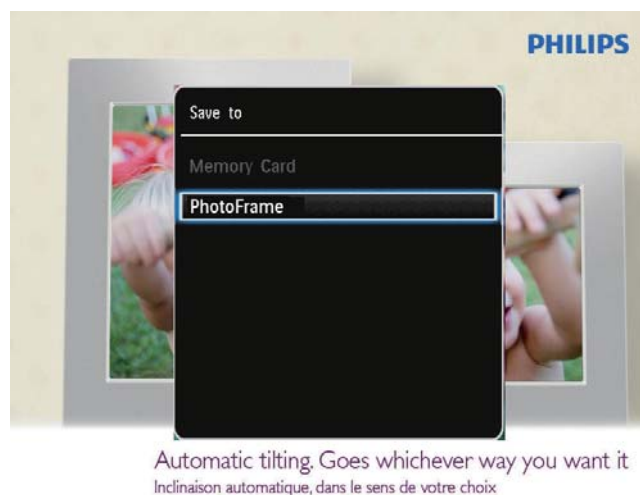 PHILIPS
Save to
Memory Card
PhotoFrame
Automatic tilting. Goes whichever way you want it
Inclinaison automatique, dans le sens de votre choix